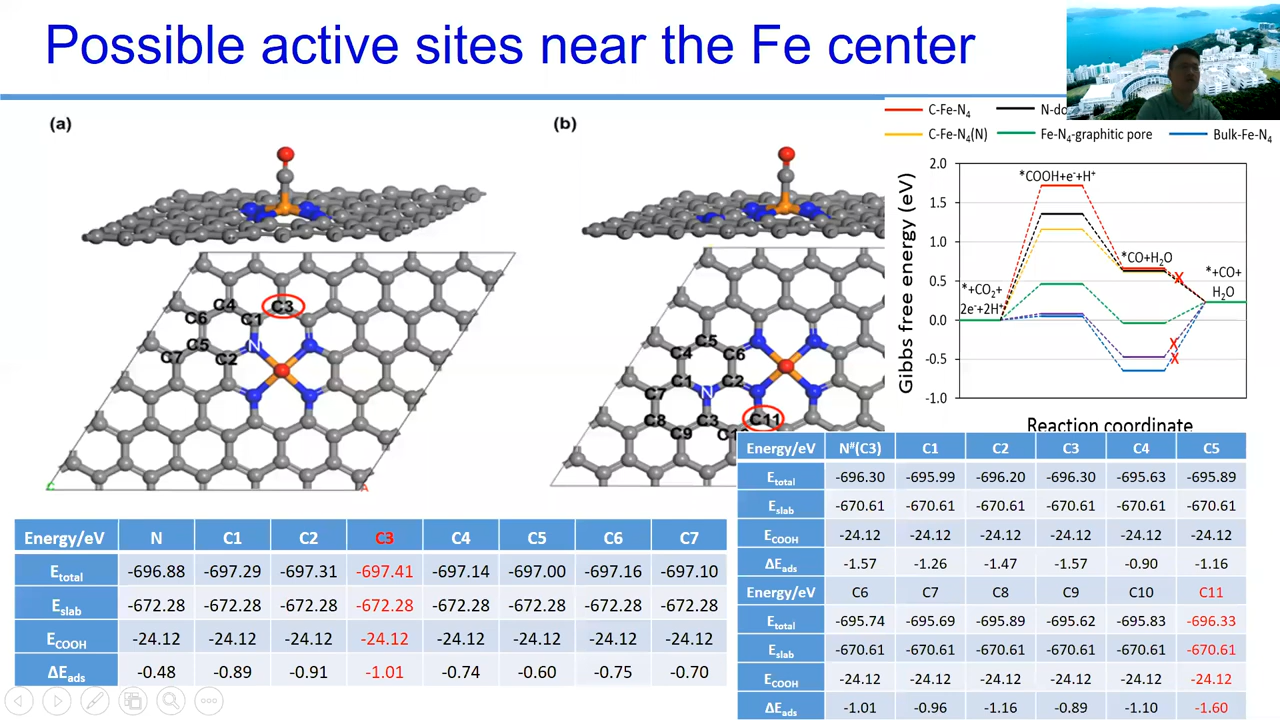 Possible active sites near the Fe center
(a)
C4
C3
C6
C1
C5
N
C7
C2
C
A
(b)
C5
C4
C6
C1
C2
C7
N
C8
C3
C11
C9
C-Fe-N₄
C-Fe-N₄(N)
Fe-N₄-graphitic pore
Bulk-Fe-N₄
Gibbs free energy (eV)
2.0
1.5
1.0
0.5
0.0
-0.5
-1.0
*+CO₂+
2e⁻+2H⁺
*COOH+e⁻+H⁺
*CO+H₂O
*+CO+
H₂O
X
X
X
Reaction coordinate
Energy/eV N C1 C2 C3 C4 C5 C6 C7
Etotal -696.88 -697.29 -697.31 -697.41 -697.14 -697.00 -697.16 -697.10
Eslab -672.28 -672.28 -672.28 -672.28 -672.28 -672.28 -672.28 -672.28
ECOOH -24.12 -24.12 -24.12 -24.12 -24.12 -24.12 -24.12 -24.12
ΔEads -0.48 -0.89 -0.91 -1.01 -0.74 -0.60 -0.75 -0.70
Energy/eV N#(C3) C1 C2 C3 C4 C5
Etotal -696.30 -695.99 -696.20 -696.30 -695.63 -695.89
Eslab -670.61 -670.61 -670.61 -670.61 -670.61 -670.61
ECOOH -24.12 -24.12 -24.12 -24.12 -24.12 -24.12
ΔEads -1.57 -1.26 -1.47 -1.57 -0.90 -1.16
Energy/eV C6 C7 C8 C9 C10 C11
Etotal -695.74 -695.69 -695.89 -695.62 -695.83 -696.33
Eslab -670.61 -670.61 -670.61 -670.61 -670.61 -670.61
ECOOH -24.12 -24.12 -24.12 -24.12 -24.12 -24.12
ΔEads -1.01 -0.96 -1.16 -0.89 -1.10 -1.60